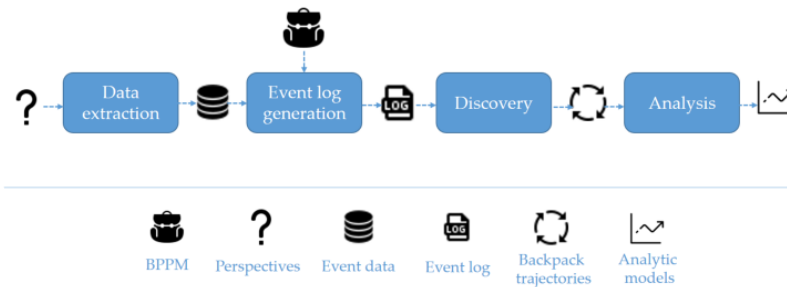 Data
extraction
Event log
generation
LOG
Discovery
Analysis
LOG
BPPM
Perspectives
Event data
Event log
Backpack
trajectories
Analytic
models